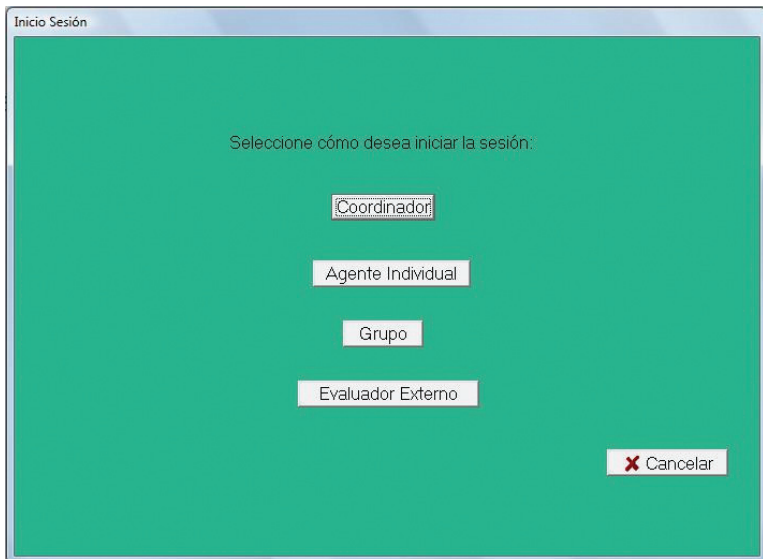 Inicio Sesión
Seleccione cómo desea iniciar la sesión:
Coordinador
Agente Individual
Grupo
Evaluador Externo
Cancelar